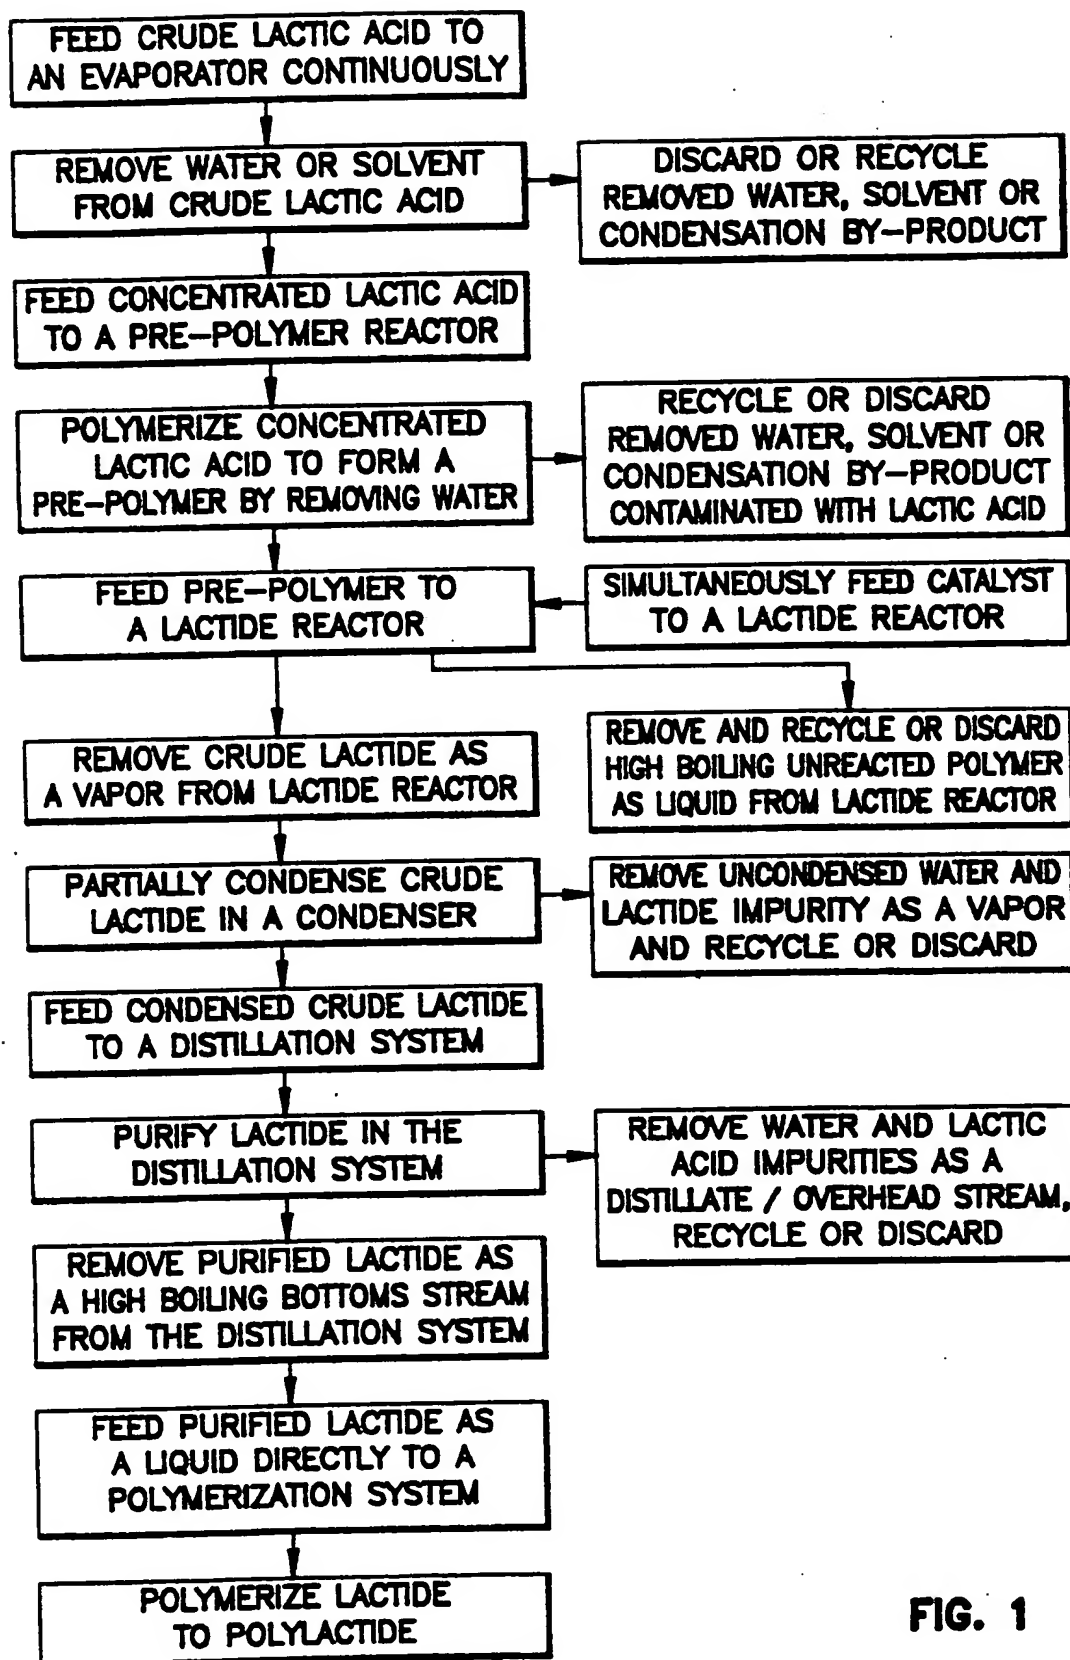 FEED CRUDE LACTIC ACID TO
AN EVAPORATOR CONTINUOUSLY
REMOVE WATER OR SOLVENT
FROM CRUDE LACTIC ACID
DISCARD OR RECYCLE
REMOVED WATER, SOLVENT OR
CONDENSATION BY-PRODUCT
FEED CONCENTRATED LACTIC ACID
TO A PRE-POLYMER REACTOR
POLYMERIZE CONCENTRATED
LACTIC ACID TO FORM A
PRE-POLYMER BY REMOVING WATER
RECYCLE OR DISCARD
REMOVED WATER, SOLVENT OR
CONDENSATION BY-PRODUCT
CONTAMINATED WITH LACTIC ACID
FEED PRE-POLYMER TO
A LACTIDE REACTOR
SIMULTANEOUSLY FEED CATALYST
TO A LACTIDE REACTOR
REMOVE CRUDE LACTIDE AS
A VAPOR FROM LACTIDE REACTOR
REMOVE AND RECYCLE OR DISCARD
HIGH BOILING UNREACTED POLYMER
AS LIQUID FROM LACTIDE REACTOR
PARTIALLY CONDENSE CRUDE
LACTIDE IN A CONDENSER
REMOVE UNCONDENSED WATER AND
LACTIDE IMPURITY AS A VAPOR
AND RECYCLE OR DISCARD
FEED CONDENSED CRUDE LACTIDE
TO A DISTILLATION SYSTEM
PURIFY LACTIDE IN THE
DISTILLATION SYSTEM
REMOVE WATER AND LACTIC
ACID IMPURITIES AS A
DISTILLATE / OVERHEAD STREAM,
RECYCLE OR DISCARD
REMOVE PURIFIED LACTIDE AS
A HIGH BOILING BOTTOMS STREAM
FROM THE DISTILLATION SYSTEM
FEED PURIFIED LACTIDE AS
A LIQUID DIRECTLY TO A
POLYMERIZATION SYSTEM
POLYMERIZE LACTIDE
TO POLYLACTIDE
FIG. 1